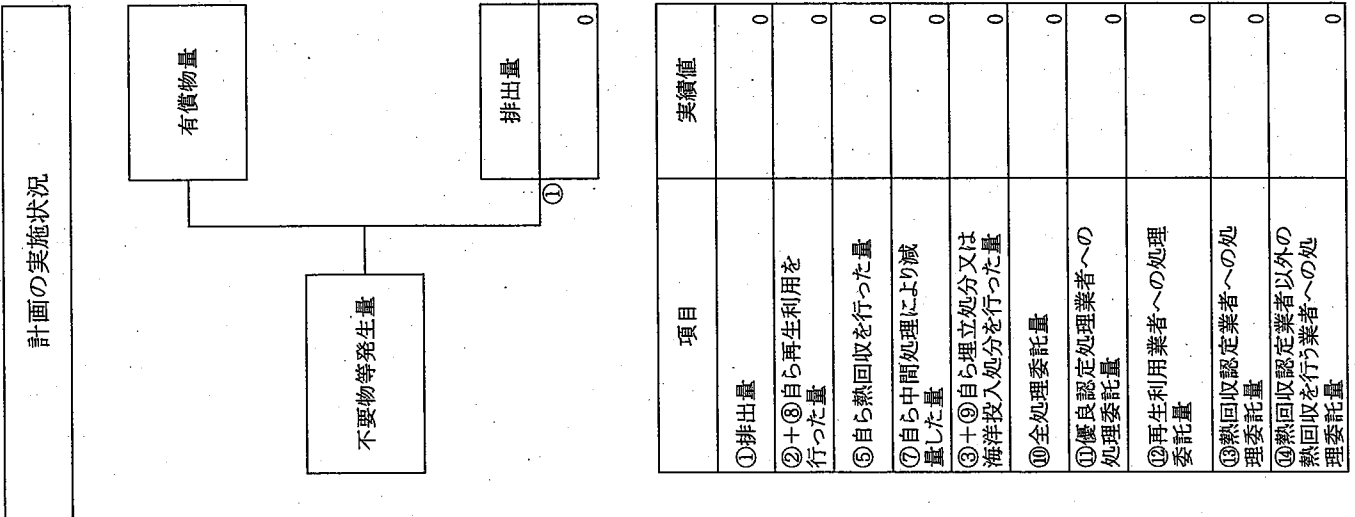 計画の実施状況
有償物量
不要物等発生量
排出量
①
0
項目 実績値
①排出量 0
②+⑧自ら再生利用を
行った量 0
⑤自ら熱回収を行った量 0
⑦自ら中間処理により減
量した量 0
③+⑨自ら埋立処分又は
海洋投入処分を行った量 0
⑩全処理委託量 0
⑪優良認定処理業者への
処理委託量 0
⑫再生利用業者への処理
委託量 0
⑬熱回収認定業者への処
理委託量 0
⑭熱回収認定業者以外の
熱回収を行う業者への処
理委託量 0